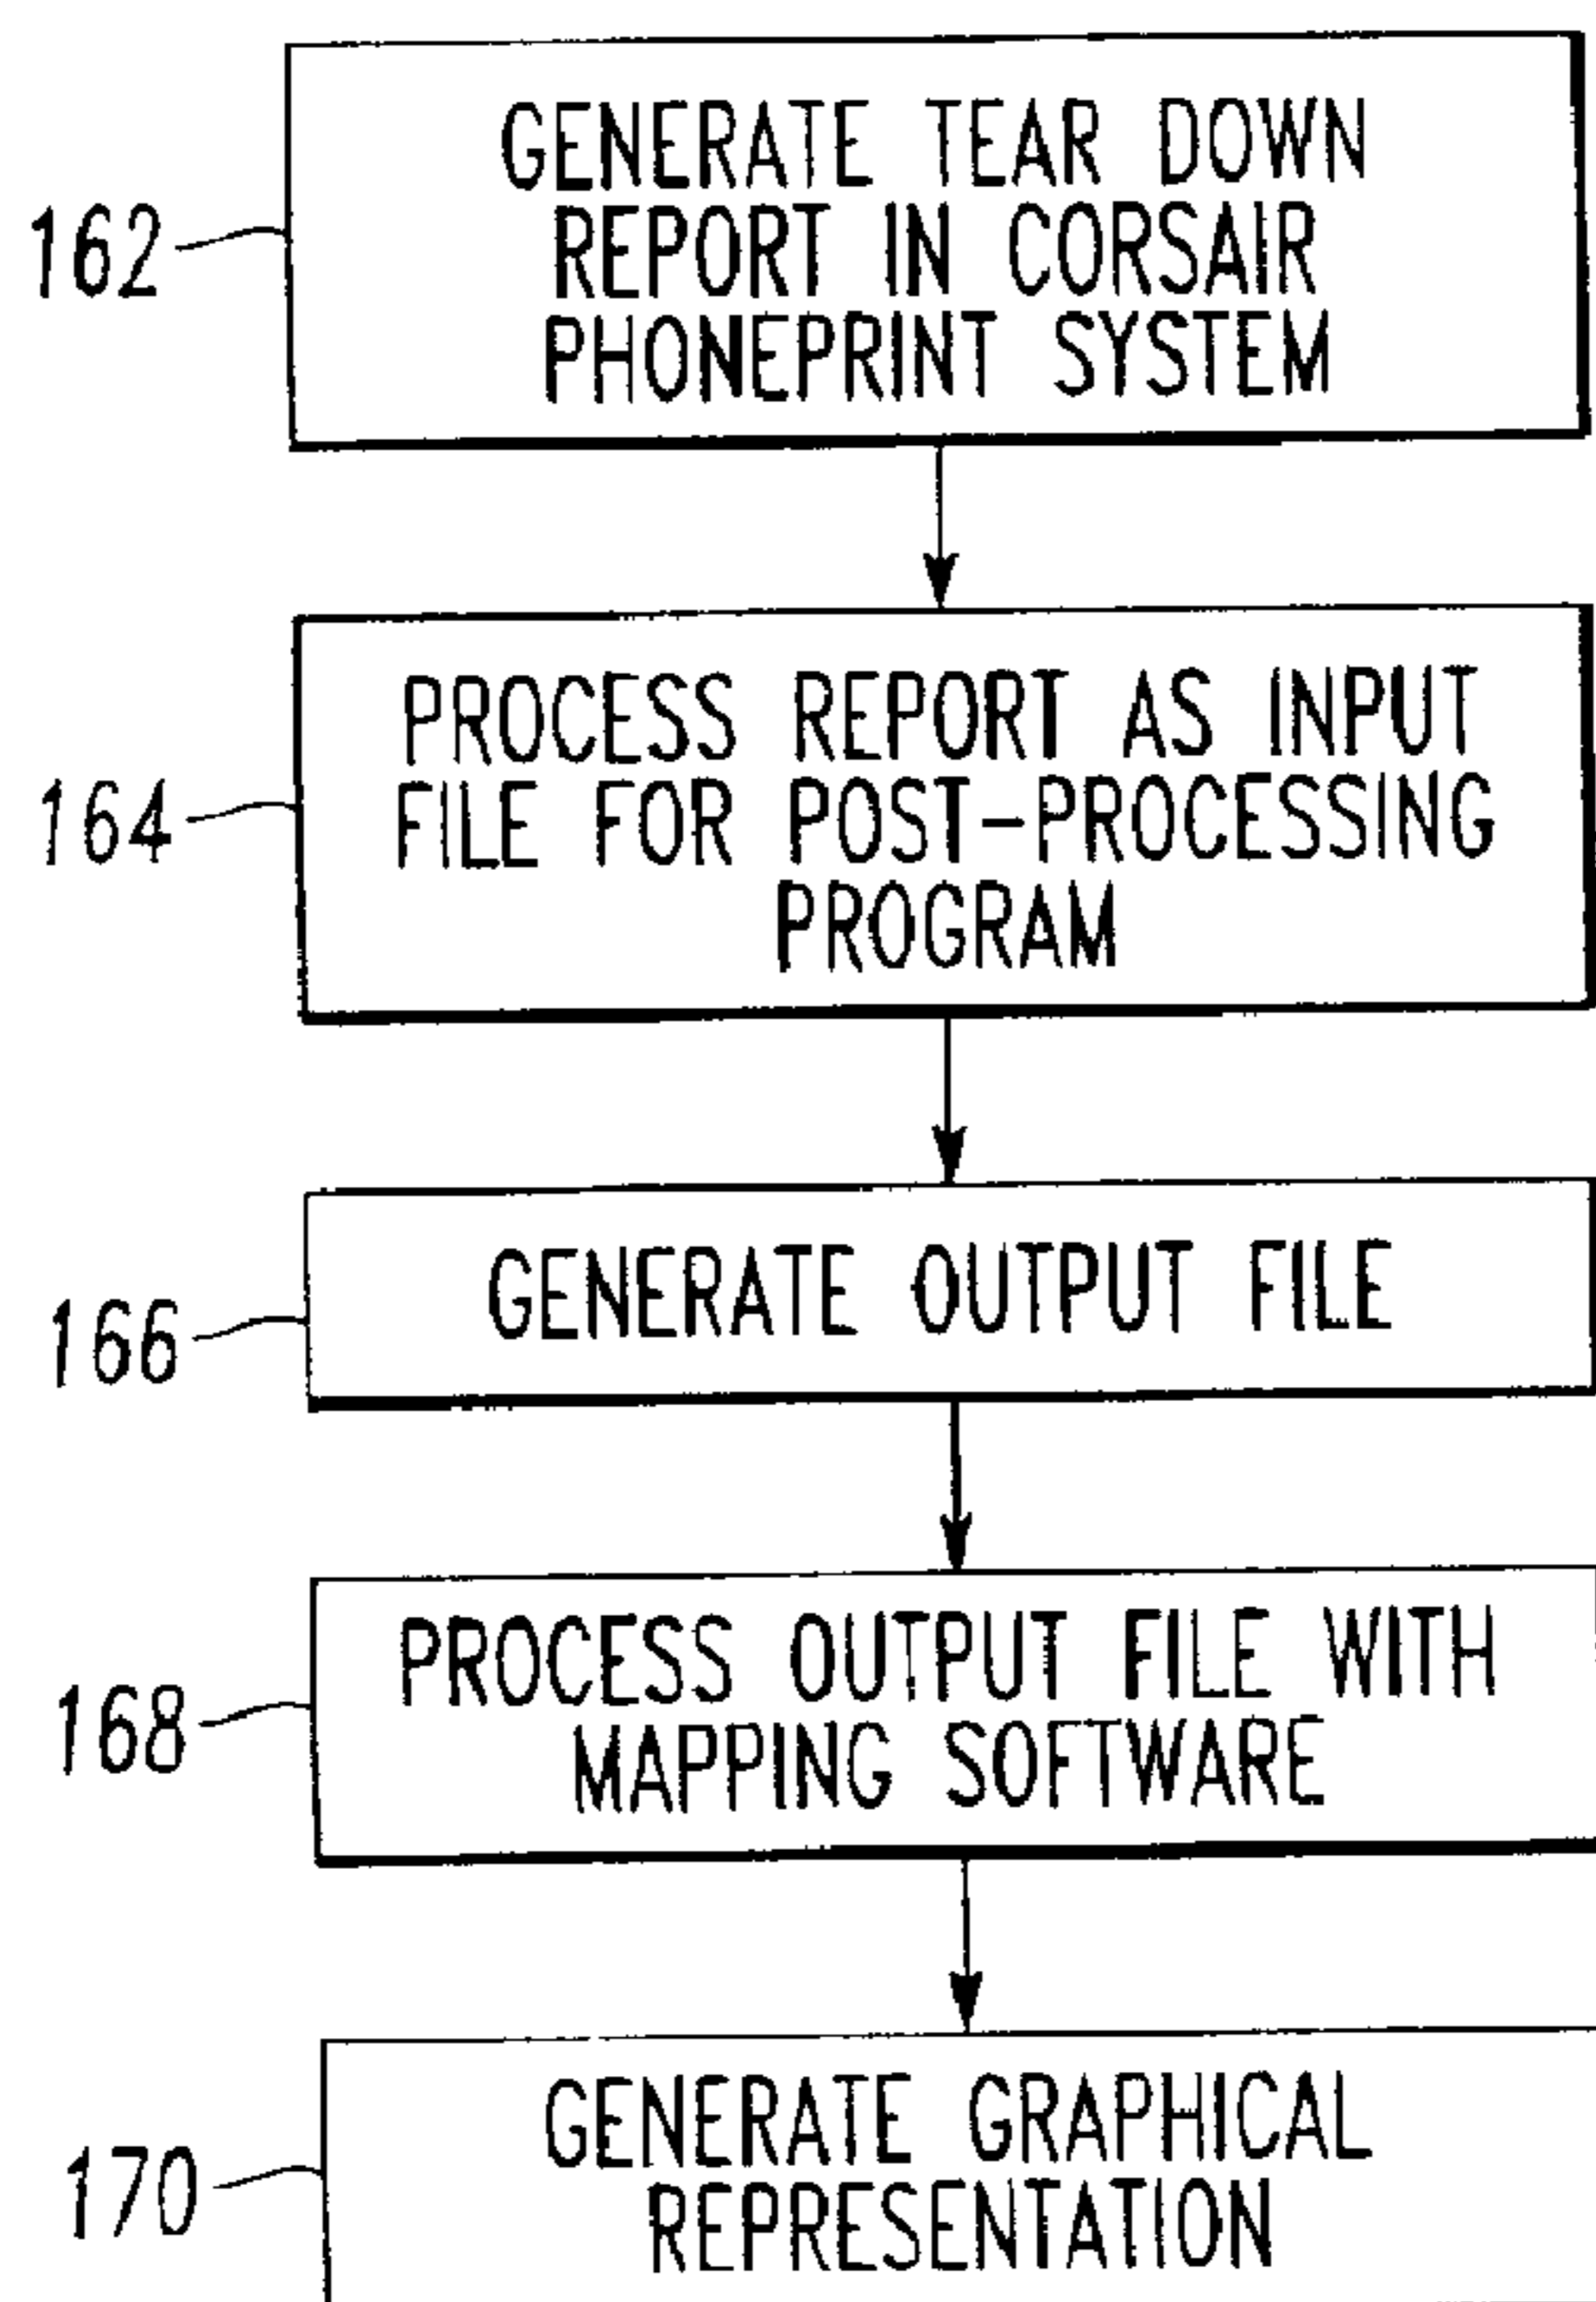 GENERATE TEAR DOWN
REPORT IN CORSAIR
PHONEPRINT SYSTEM
162
PROCESS REPORT AS INPUT
FILE FOR POST-PROCESSING
PROGRAM
164
GENERATE OUTPUT FILE
166
PROCESS OUTPUT FILE WITH
MAPPING SOFTWARE
168
GENERATE GRAPHICAL
REPRESENTATION
170